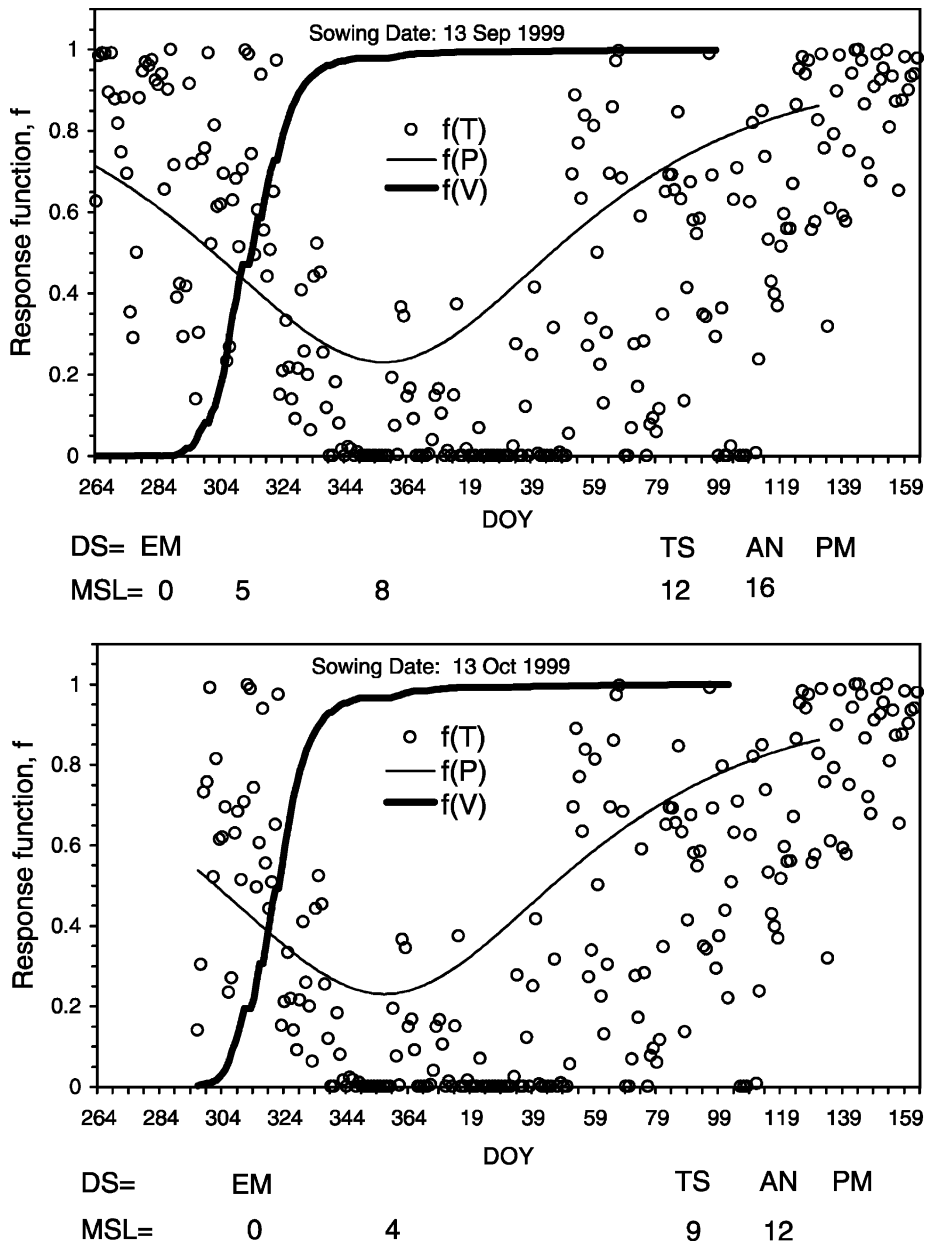 Sowing Date: 13 Sep 1999
Response function, f
1
0.8
0.6
0.4
0.2
0
f(T)
f(P)
f(V)
264 284 304 324 344 364 19 39 59 79 99 119 139 159
DOY
DS= EM TS AN PM
MSL= 0 5 8 12 16
Sowing Date: 13 Oct 1999
Response function, f
1
0.8
0.6
0.4
0.2
0
f(T)
f(P)
f(V)
264 284 304 324 344 364 19 39 59 79 99 119 139 159
DOY
DS= EM TS AN PM
MSL= 0 4 9 12